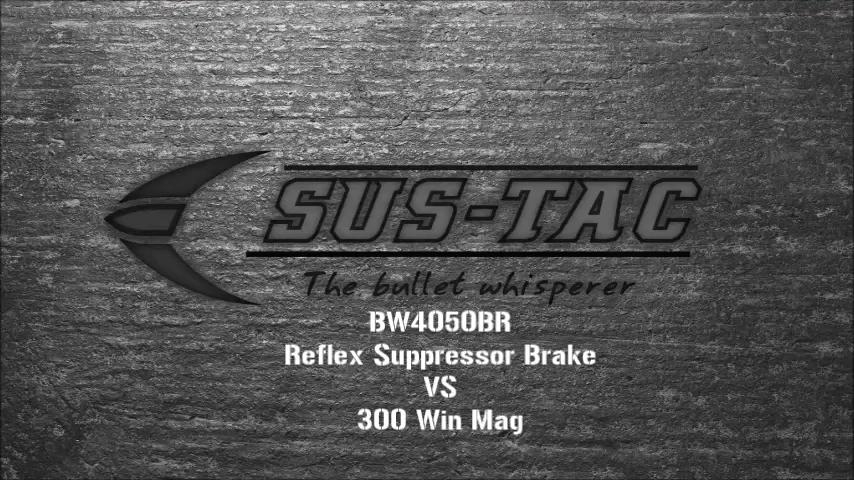 SUS-TAC
The bullet whisperer
BW4050BR
Reflex Suppressor Brake
VS
300 Win Mag